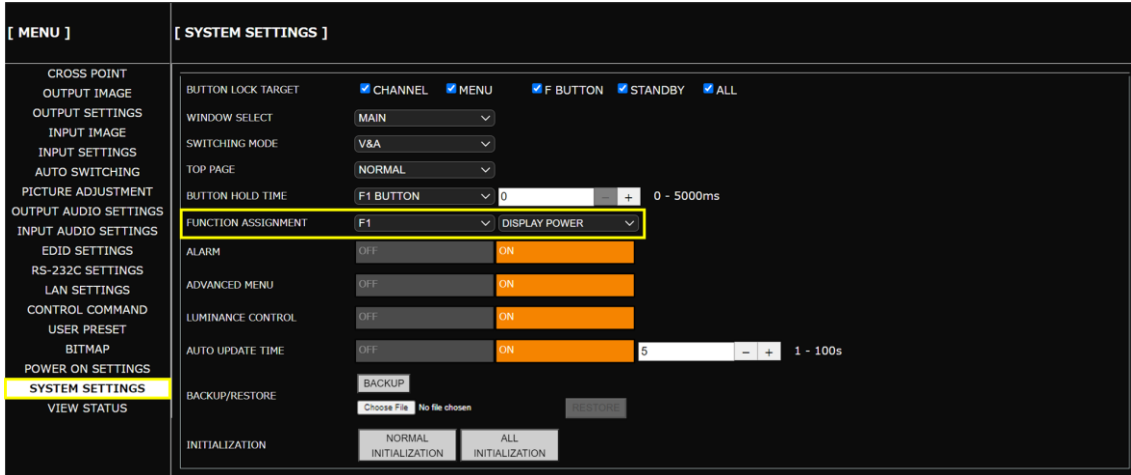 [ MENU ]
[ SYSTEM SETTINGS ]
CROSS POINT
OUTPUT IMAGE
OUTPUT SETTINGS
INPUT IMAGE
INPUT SETTINGS
AUTO SWITCHING
PICTURE ADJUSTMENT
OUTPUT AUDIO SETTINGS
INPUT AUDIO SETTINGS
EDID SETTINGS
RS-232C SETTINGS
LAN SETTINGS
CONTROL COMMAND
USER PRESET
BITMAP
POWER ON SETTINGS
SYSTEM SETTINGS
VIEW STATUS
BUTTON LOCK TARGET CHANNEL MENU F BUTTON STANDBY ALL
WINDOW SELECT MAIN
SWITCHING MODE V&A
TOP PAGE NORMAL
BUTTON HOLD TIME F1 BUTTON 0 - + 0 - 5000ms
FUNCTION ASSIGNMENT F1 DISPLAY POWER
ALARM OFF ON
ADVANCED MENU OFF ON
LUMINANCE CONTROL OFF ON
AUTO UPDATE TIME OFF ON 5 - + 1 - 100s
BACKUP/RESTORE
BACKUP
Choose File No file chosen RESTORE
INITIALIZATION
NORMAL INITIALIZATION
ALL INITIALIZATION